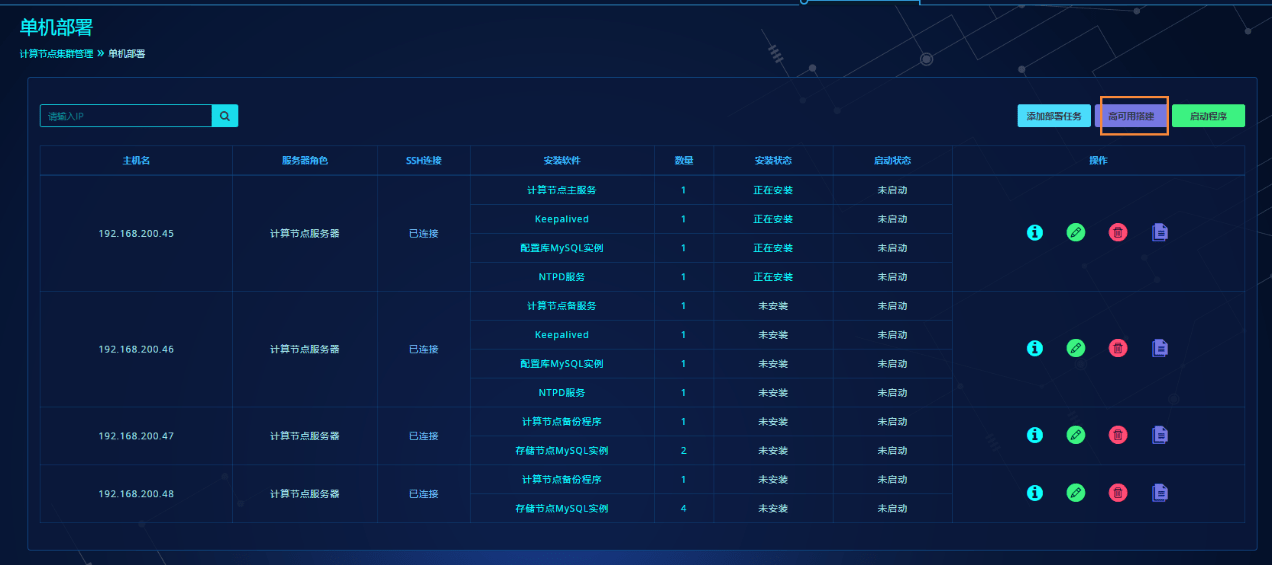 单机部署
计算节点集群管理 » 单机部署
请输入IP
添加部署任务 高可用搭建 启动程序
主机名 服务器角色 SSH连接 安装软件 数量 安装状态 启动状态 操作
192.168.200.45 计算节点服务器 已连接
计算节点主服务 1 正在安装 未启动
Keepalived 1 正在安装 未启动
配置库MySQL实例 1 正在安装 未启动
NTPD服务 1 正在安装 未启动
192.168.200.46 计算节点服务器 已连接
计算节点备服务 1 未安装 未启动
Keepalived 1 未安装 未启动
配置库MySQL实例 1 未安装 未启动
NTPD服务 1 未安装 未启动
192.168.200.47 计算节点服务器 已连接
计算节点备份程序 1 未安装 未启动
存储节点MySQL实例 2 未安装 未启动
192.168.200.48 计算节点服务器 已连接
计算节点备份程序 1 未安装 未启动
存储节点MySQL实例 4 未安装 未启动